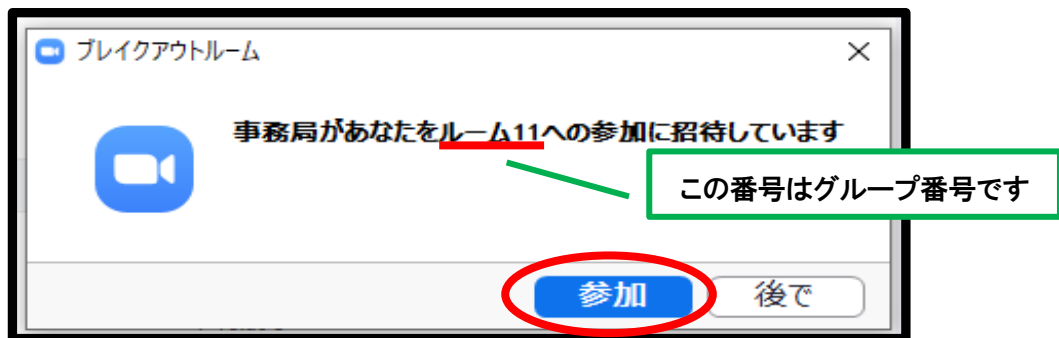 ブレイクアウトルーム
事務局があなたをルーム11への参加に招待しています
この番号はグループ番号です
参加
後で